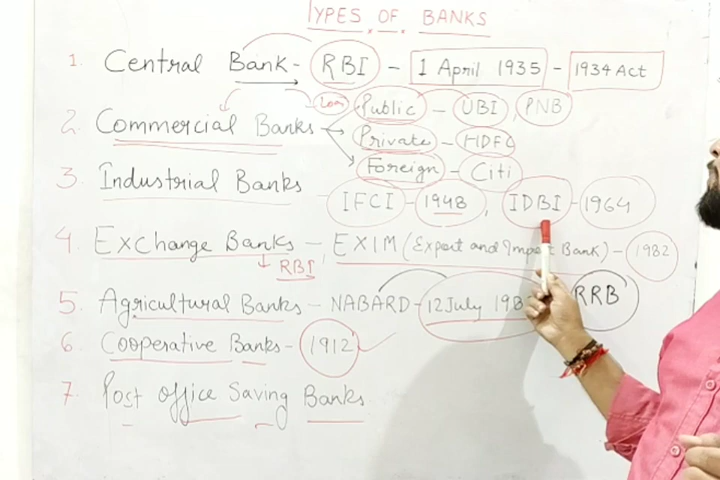 TYPES OF BANKS
1. Central Bank - RBI - 1 April 1935 - 1934 Act
Loan Public - UBI, PNB
2. Commercial Banks Private - HDFC
Foreign - Citi
3. Industrial Banks
IFCI - 1948, IDBI - 1964
4. Exchange Banks - EXIM (Export and Import Bank) - 1982
RBI
5. Agricultural Banks - NABARD - 12 July 198 RRB
6. Cooperative Banks - 1912
7. Post office Saving Banks